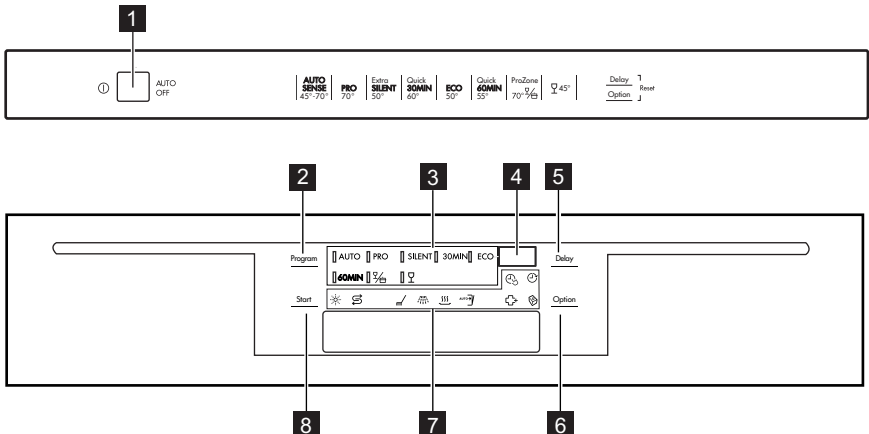 1
AUTO OFF
AUTO SENSE 45°-70°
PRO 70°
Extra SILENT 50°
Quick 30MIN 60°
ECO 50°
Quick 60MIN 55°
ProZone 70°
45°
Delay
Option
Reset
2 3 4 5
Program
AUTO PRO SILENT 30MIN ECO
Delay
60MIN
Start
AUTO
Option
8 7 6